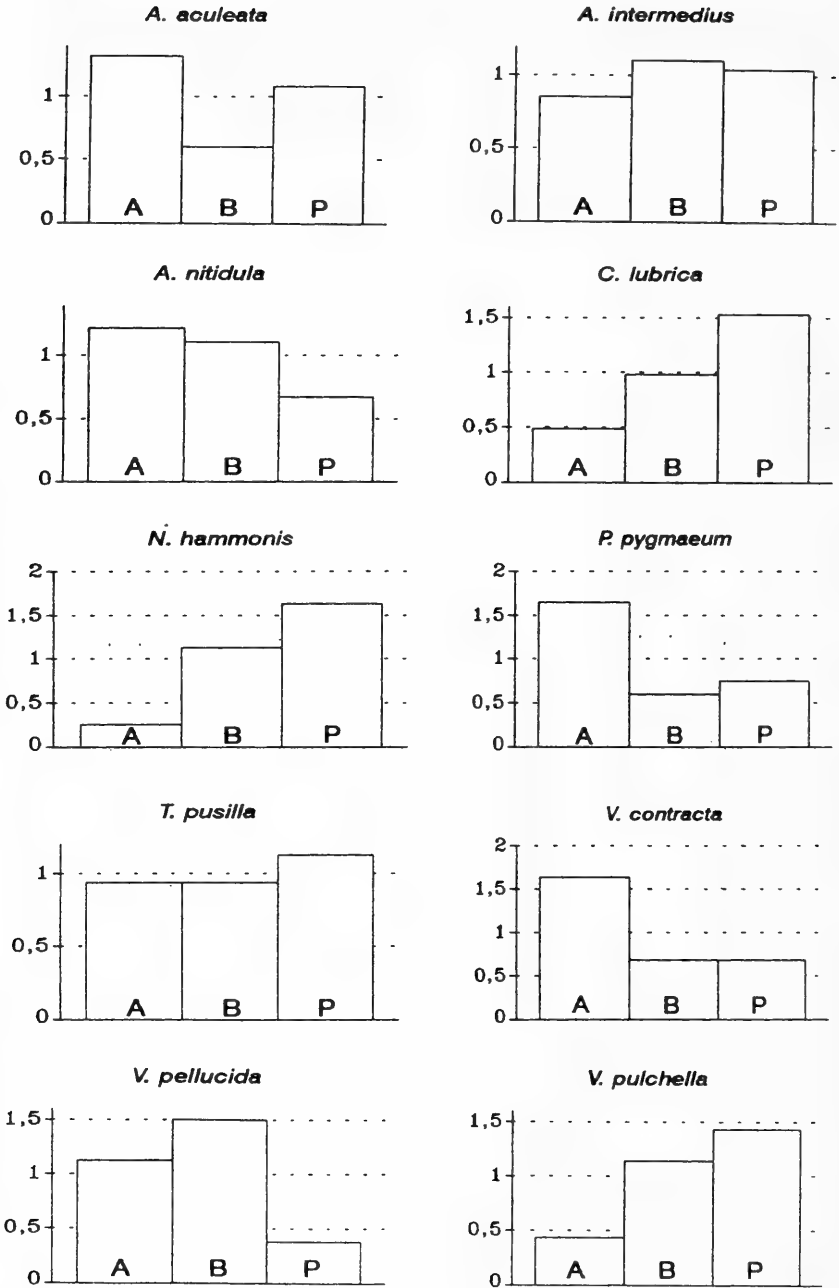 A. aculeata
1
0,5
0
A B P
A. intermedius
1
0,5
0
A B P
A. nitidula
1
0,5
0
A B P
C. lubrica
1,5
1
0,5
0
A B P
N. hammonis
2
1,5
1
0,5
0
A B P
P. pygmaeum
2
1,5
1
0,5
0
A B P
T. pusilla
1
0,5
0
A B P
V. contracta
2
1,5
1
0,5
0
A B P
V. pellucida
1,5
1
0,5
0
A B P
V. pulchella
1,5
1
0,5
0
A B P